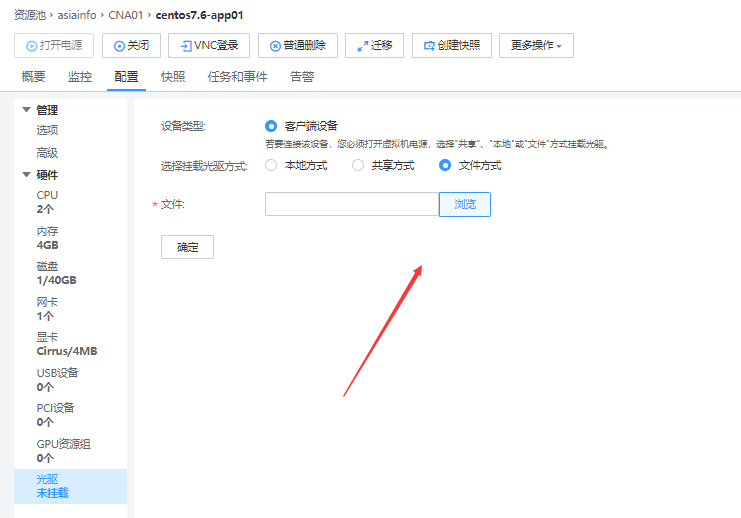 资源池 › asiainfo › CNA01 › centos7.6-app01
打开电源 关闭 VNC登录 普通删除 迁移 创建快照 更多操作
概要 监控 配置 快照 任务和事件 告警
管理
选项
高级
硬件
CPU
2个
内存
4GB
磁盘
1/40GB
网卡
1个
显卡
Cirrus/4MB
USB设备
0个
PCI设备
0个
GPU资源组
0个
光驱
未挂载
设备类型: 客户端设备
若要连接该设备，您必须打开虚拟机电源，选择"共享"、"本地"或"文件"方式挂载光驱。
选择挂载光驱方式: 本地方式 共享方式 文件方式
* 文件: 浏览
确定